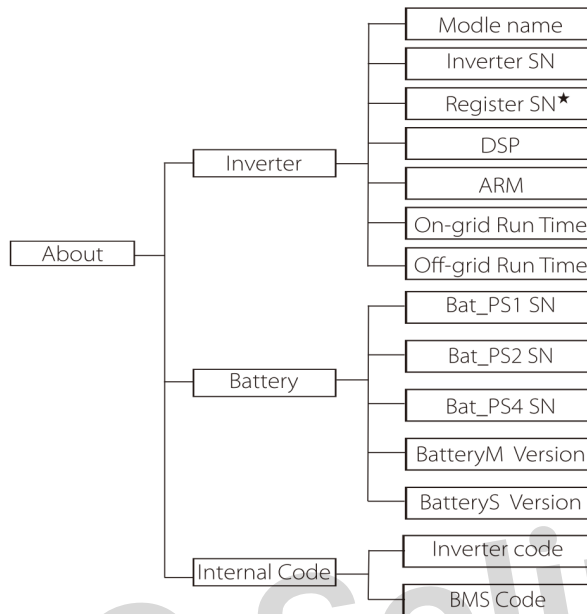 Modle name
Inverter SN
Register SN★
DSP
Inverter
ARM
On-grid Run Time
About
Off-grid Run Time
Bat_PS1 SN
Bat_PS2 SN
Battery
Bat_PS4 SN
BatteryM Version
BatteryS Version
Inverter code
Internal Code
BMS Code